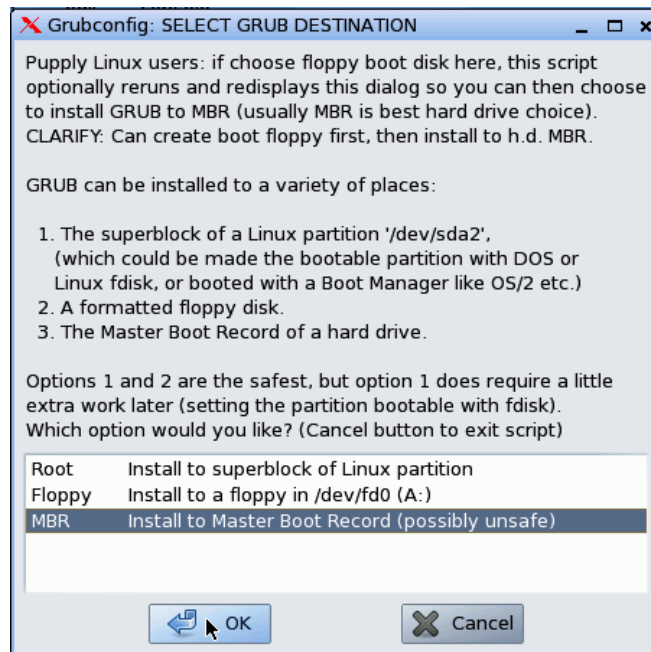 Grubconfig: SELECT GRUB DESTINATION
Pupply Linux users: if choose floppy boot disk here, this script
optionally reruns and redisplays this dialog so you can then choose
to install GRUB to MBR (usually MBR is best hard drive choice).
CLARIFY: Can create boot floppy first, then install to h.d. MBR.
GRUB can be installed to a variety of places:
1. The superblock of a Linux partition '/dev/sda2',
(which could be made the bootable partition with DOS or
Linux fdisk, or booted with a Boot Manager like OS/2 etc.)
2. A formatted floppy disk.
3. The Master Boot Record of a hard drive.
Options 1 and 2 are the safest, but option 1 does require a little
extra work later (setting the partition bootable with fdisk).
Which option would you like? (Cancel button to exit script)
Root Install to superblock of Linux partition
Floppy Install to a floppy in /dev/fd0 (A:)
MBR Install to Master Boot Record (possibly unsafe)
OK Cancel